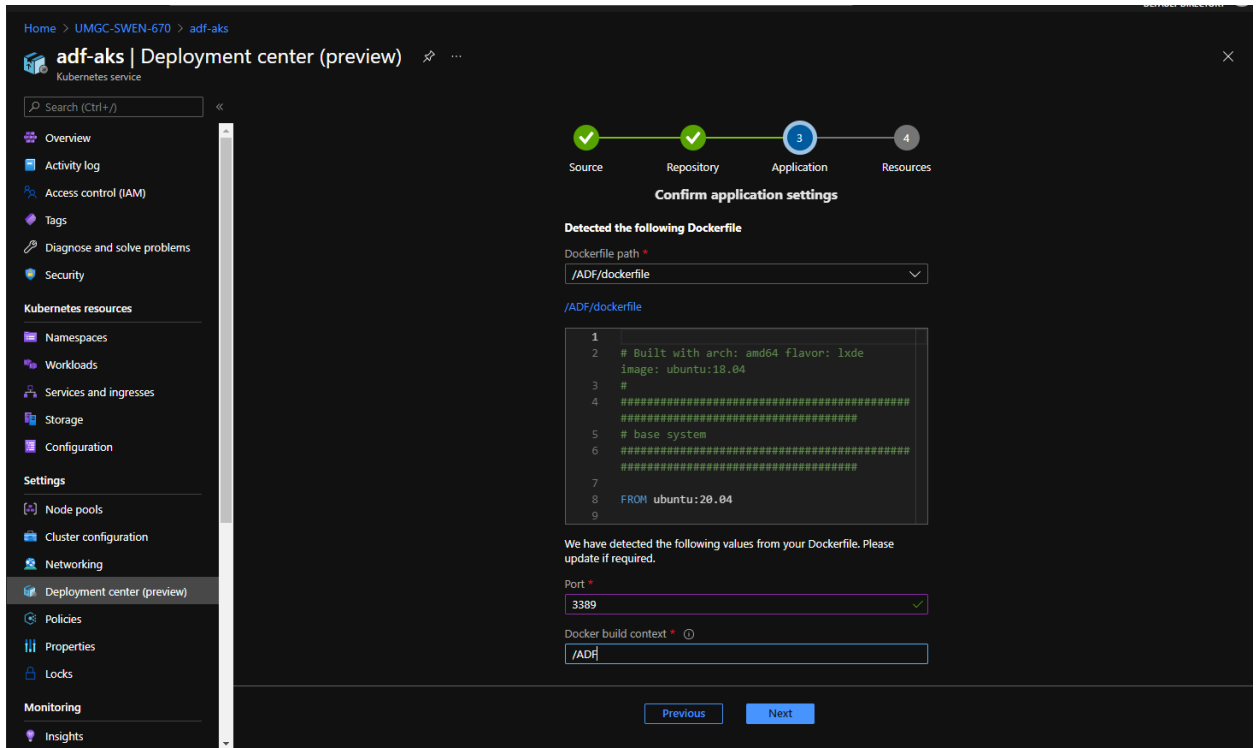 Home > UMGC-SWEN-670 > adf-aks
adf-aks | Deployment center (preview)
Kubernetes service
Search (Ctrl+/)
Overview
Activity log
Access control (IAM)
Tags
Diagnose and solve problems
Security
Kubernetes resources
Namespaces
Workloads
Services and ingresses
Storage
Configuration
Settings
Node pools
Cluster configuration
Networking
Deployment center (preview)
Policies
Properties
Locks
Monitoring
Insights
3
4
Source
Repository
Application
Resources
Confirm application settings
Detected the following Dockerfile
Dockerfile path *
/ADF/dockerfile
/ADF/dockerfile
1
2 # Built with arch: amd64 flavor: lxde
image: ubuntu:18.04
3 #
4 ############################################
####################################
5 # base system
6 ############################################
####################################
7
8 FROM ubuntu:20.04
9
We have detected the following values from your Dockerfile. Please
update if required.
Port *
3389
Docker build context *
/ADF
Previous
Next